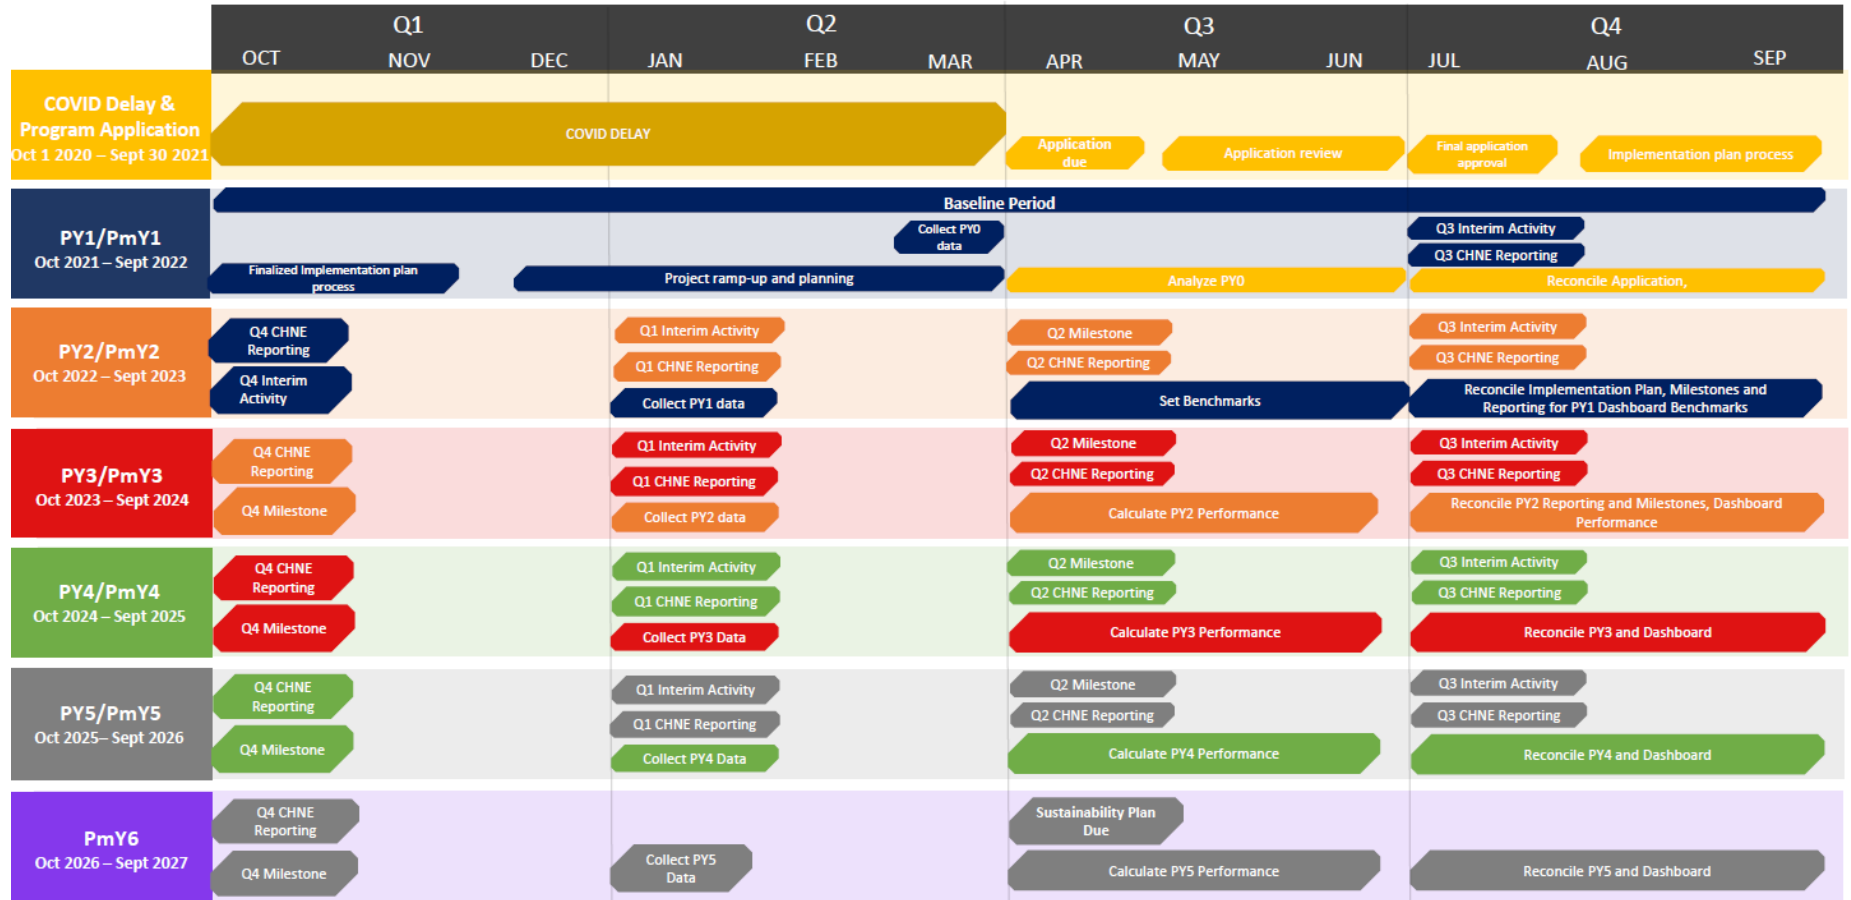 Q1
Q2
Q3
Q4
OCT
NOV
DEC
JAN
FEB
MAR
APR
MAY
JUN
JUL
AUG
SEP
COVID Delay &
Program Application
Oct 1 2020 – Sept 30 2021
COVID DELAY
Application
due
Application review
Final application
approval
Implementation plan process
PY1/PmY1
Oct 2021 – Sept 2022
Baseline Period
Collect PY0
data
Q3 Interim Activity
Q3 CHNE Reporting
Finalized Implementation plan
process
Project ramp-up and planning
Analyze PY0
Reconcile Application,
PY2/PmY2
Oct 2022 – Sept 2023
Q4 CHNE
Reporting
Q4 Interim
Activity
Q1 Interim Activity
Q1 CHNE Reporting
Collect PY1 data
Q2 Milestone
Q2 CHNE Reporting
Set Benchmarks
Q3 Interim Activity
Q3 CHNE Reporting
Reconcile Implementation Plan, Milestones and
Reporting for PY1 Dashboard Benchmarks
PY3/PmY3
Oct 2023 – Sept 2024
Q4 CHNE
Reporting
Q4 Milestone
Q1 Interim Activity
Q1 CHNE Reporting
Collect PY2 data
Q2 Milestone
Q2 CHNE Reporting
Calculate PY2 Performance
Q3 Interim Activity
Q3 CHNE Reporting
Reconcile PY2 Reporting and Milestones, Dashboard
Performance
PY4/PmY4
Oct 2024 – Sept 2025
Q4 CHNE
Reporting
Q4 Milestone
Q1 Interim Activity
Q1 CHNE Reporting
Collect PY3 Data
Q2 Milestone
Q2 CHNE Reporting
Calculate PY3 Performance
Q3 Interim Activity
Q3 CHNE Reporting
Reconcile PY3 and Dashboard
PY5/PmY5
Oct 2025– Sept 2026
Q4 CHNE
Reporting
Q4 Milestone
Q1 Interim Activity
Q1 CHNE Reporting
Collect PY4 Data
Q2 Milestone
Q2 CHNE Reporting
Calculate PY4 Performance
Q3 Interim Activity
Q3 CHNE Reporting
Reconcile PY4 and Dashboard
PmY6
Oct 2026 – Sept 2027
Q4 CHNE
Reporting
Q4 Milestone
Collect PY5
Data
Sustainability Plan
Due
Calculate PY5 Performance
Reconcile PY5 and Dashboard